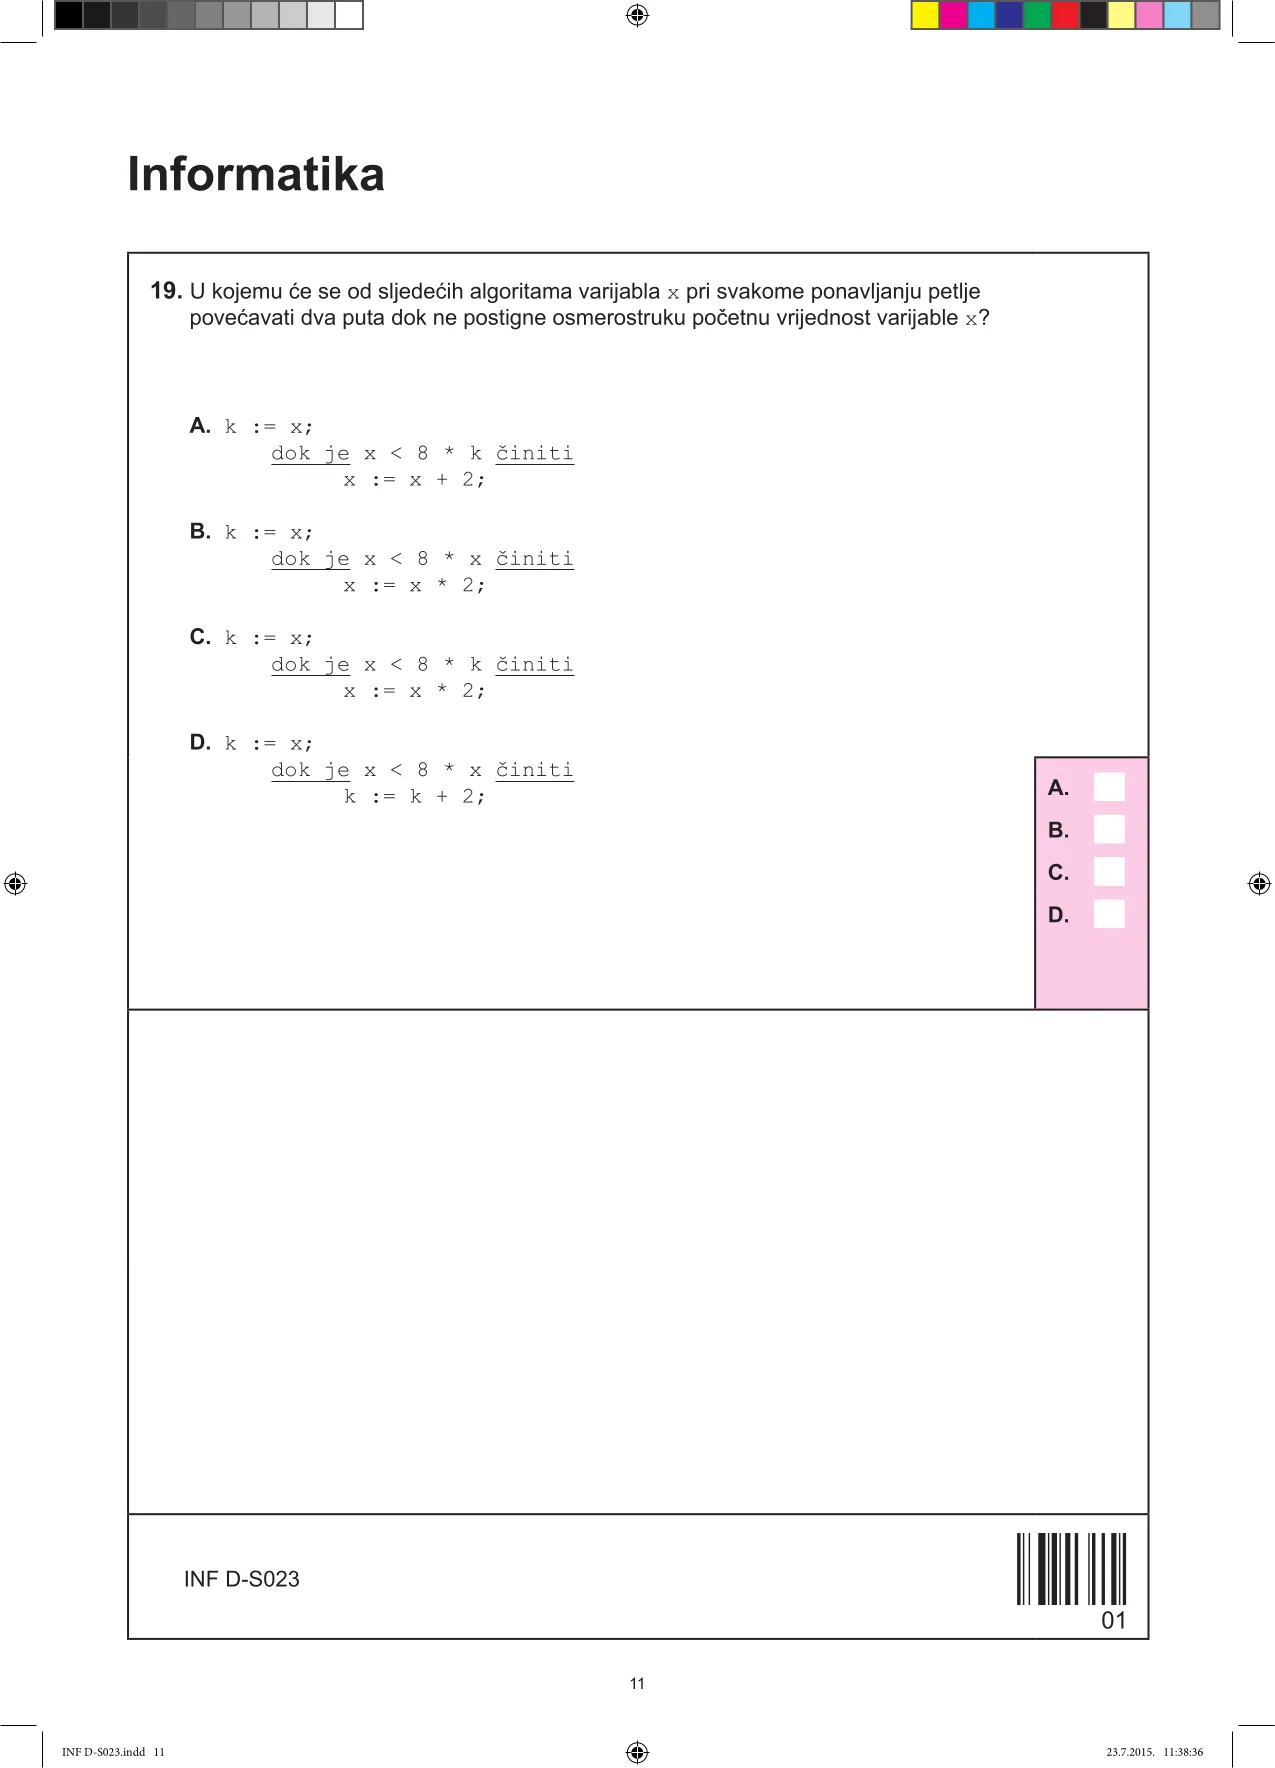 Informatika
19. U kojemu će se od sljedećih algoritama varijabla x pri svakome ponavljanju petlje
povećavati dva puta dok ne postigne osmerostruku početnu vrijednost varijable x?
A. k := x;
dok je x < 8 * k činiti
x := x + 2;
B. k := x;
dok je x < 8 * x činiti
x := x * 2;
C. k := x;
dok je x < 8 * k činiti
x := x * 2;
D. k := x;
dok je x < 8 * x činiti
k := k + 2;
A.
B.
C.
D.
INF D-S023
01
11
INF D-S023.indd 11
23.7.2015. 11:38:36